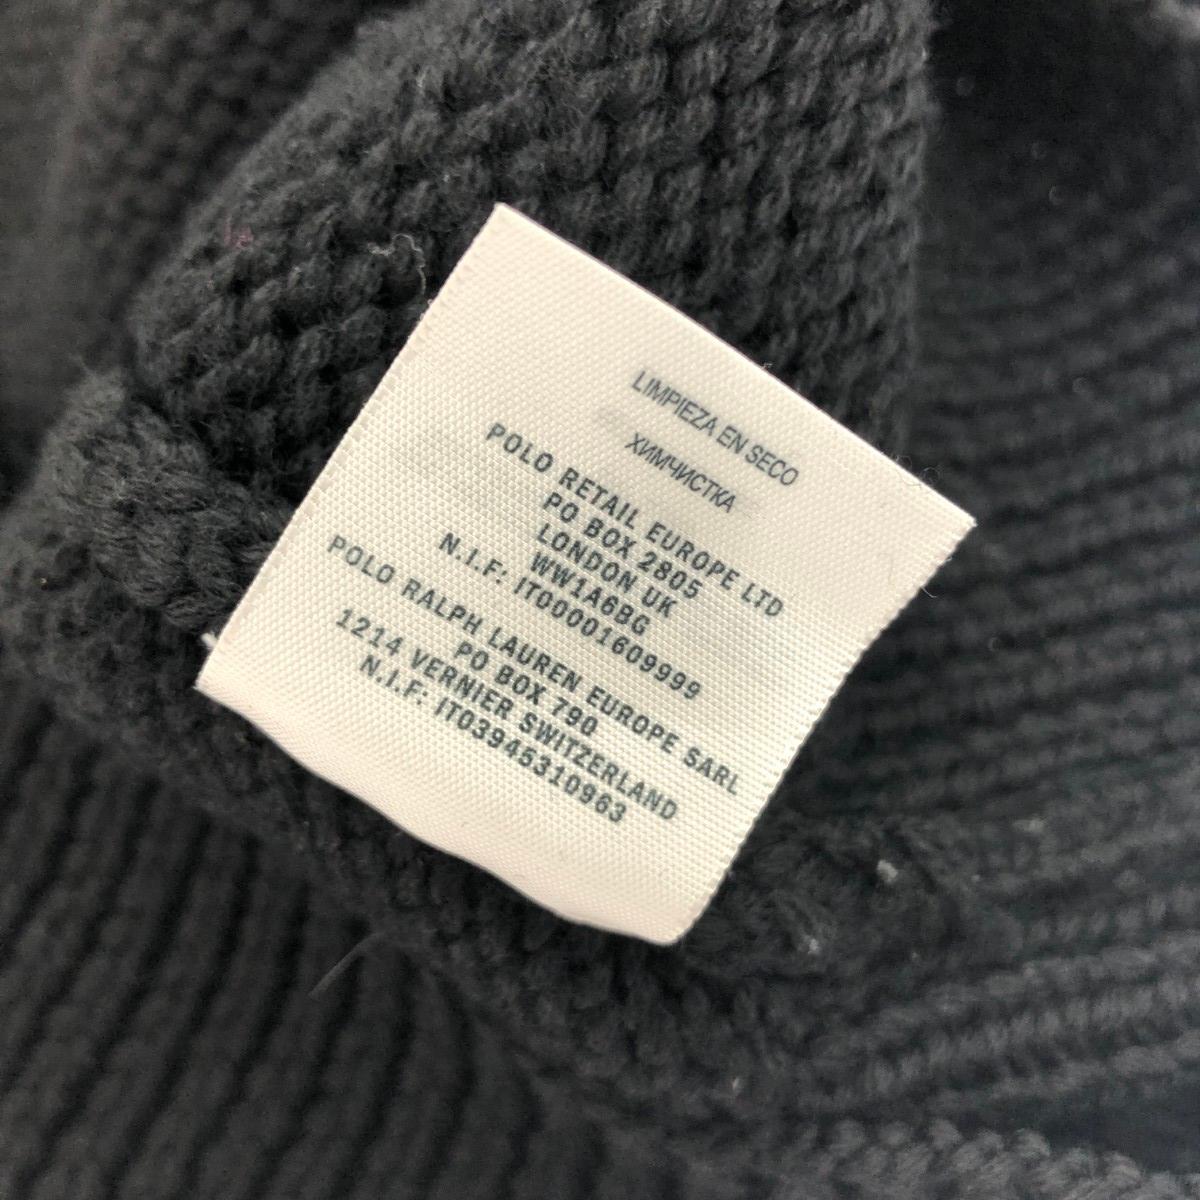 LIMPIEZA EN SECO
ХИМЧИСТКА
POLO RETAIL EUROPE LTD
PO BOX 2805
LONDON UK
WW1A6BG
N.I.F: IT00001609999
POLO RALPH LAUREN EUROPE SARL
PO BOX 790
1214 VERNIER SWITZERLAND
N.I.F: IT03945310963